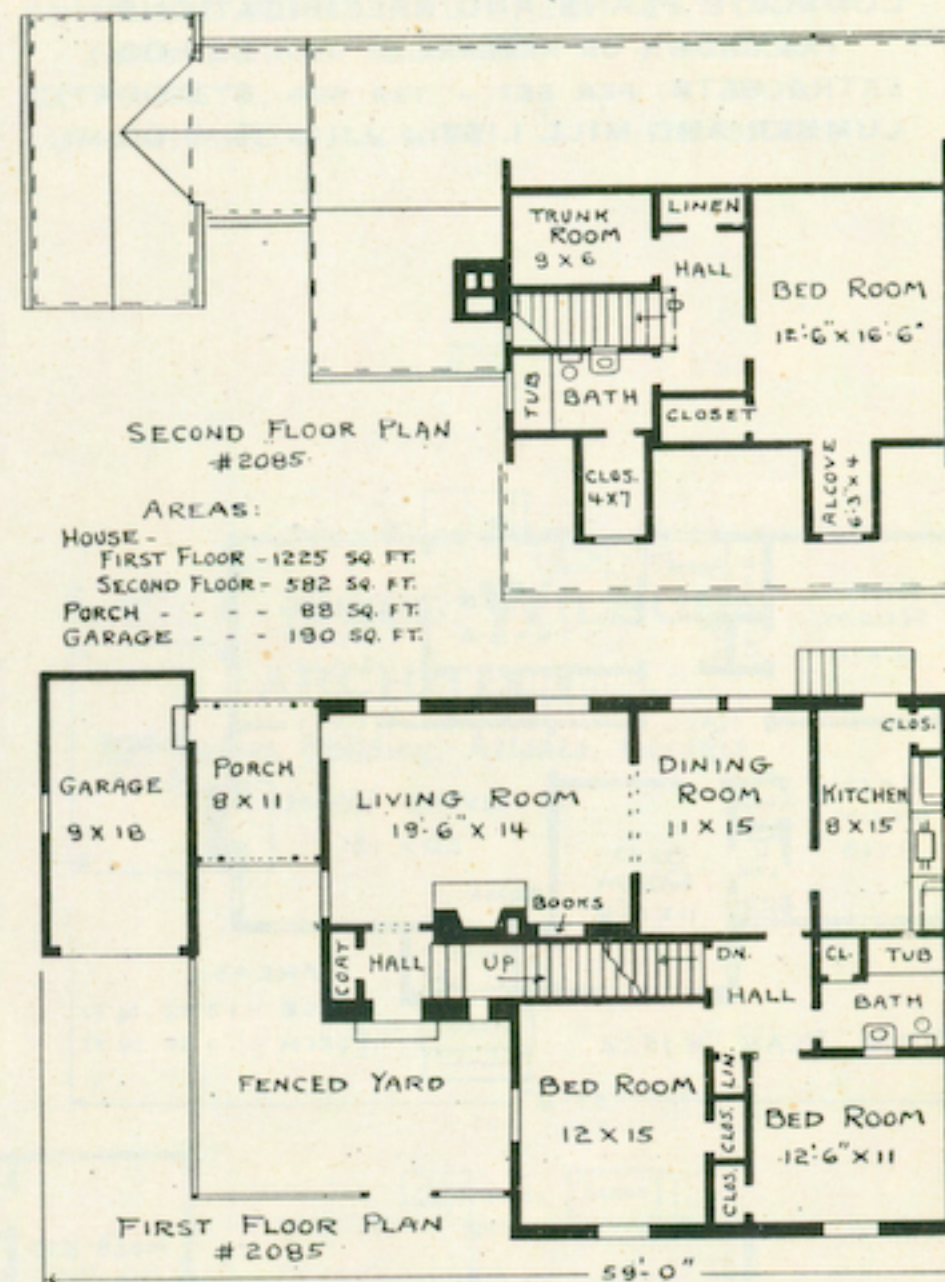 TRUNK
ROOM
9 X 6
LINEN
HALL
BED ROOM
12'-6" X 16'-6"
TUB
BATH
CLOSET
CLOS.
4X7
ALCOVE
6'-3" X 4
SECOND FLOOR PLAN
#2085
AREAS:
HOUSE -
FIRST FLOOR - 1225 SQ. FT.
SECOND FLOOR - 582 SQ. FT.
PORCH - - - - 88 SQ. FT.
GARAGE - - - 190 SQ. FT.
GARAGE
9 X 18
PORCH
8 X 11
LIVING ROOM
19'-6" X 14
DINING
ROOM
11 X 15
CLOS.
KITCHEN
8 X 15
BOOKS
COAT
HALL
UP
DN.
HALL
CL.
TUB
BATH
FENCED YARD
BED ROOM
12 X 15
LIN.
CLOS.
CLOS.
BED ROOM
12'-6" X 11
FIRST FLOOR PLAN
#2085
59'-0"